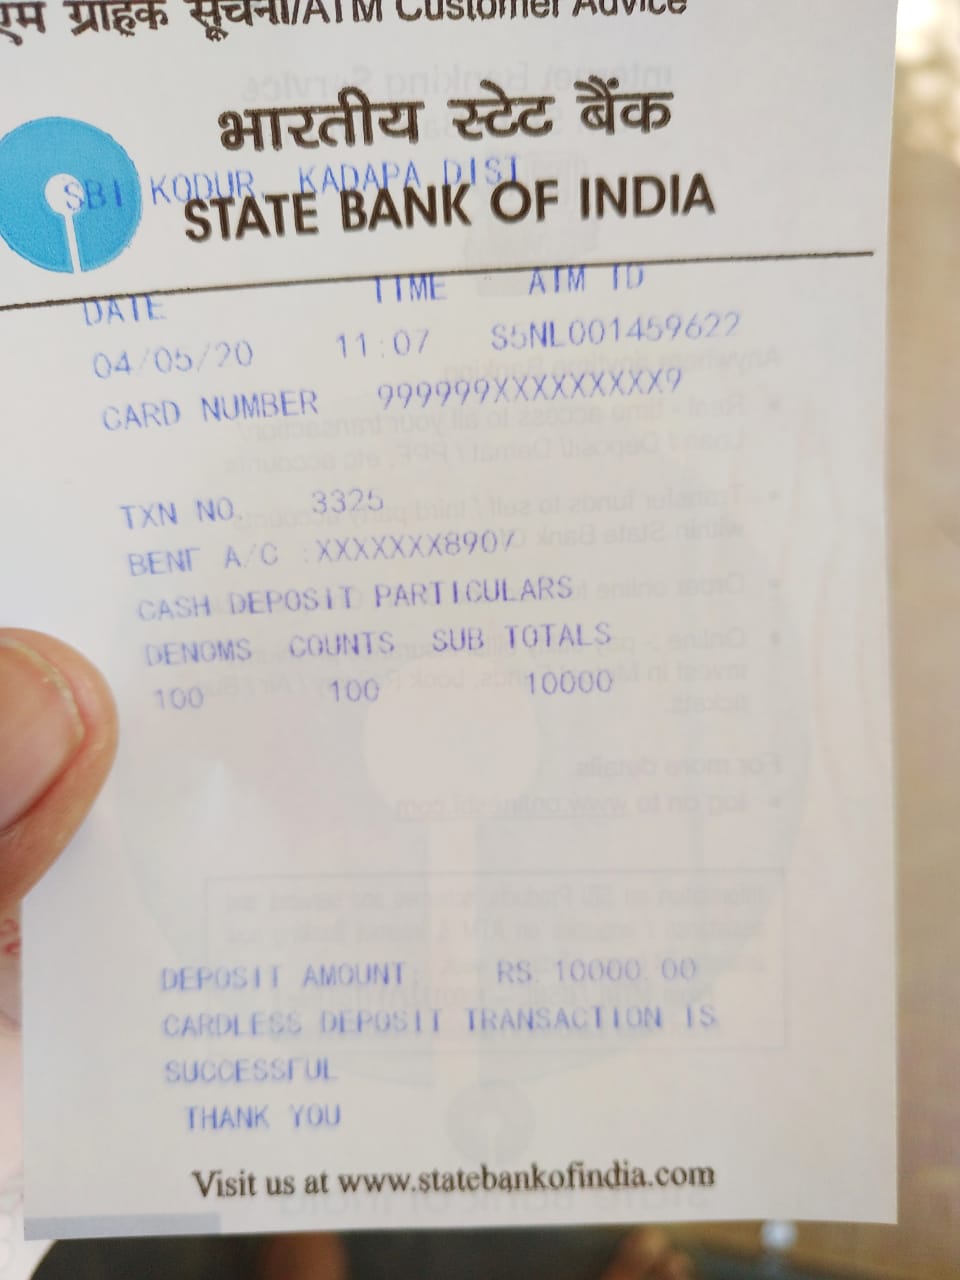 एम ग्राहक सूचना/ATM Customer Advice
भारतीय स्टेट बैंक
SBI KODUR, KADAPA DIST
STATE BANK OF INDIA
DATE TIME ATM ID
04/05/20 11:07 S5NL001459622
CARD NUMBER 999999XXXXXXXXX9
TXN NO. 3325
BENF A/C :XXXXXXX8907
CASH DEPOSIT PARTICULARS
DENOMS COUNTS SUB TOTALS
100 100 10000
DEPOSIT AMOUNT: RS. 10000.00
CARDLESS DEPOSIT TRANSACTION IS
SUCCESSFUL
THANK YOU
Visit us at www.statebankofindia.com